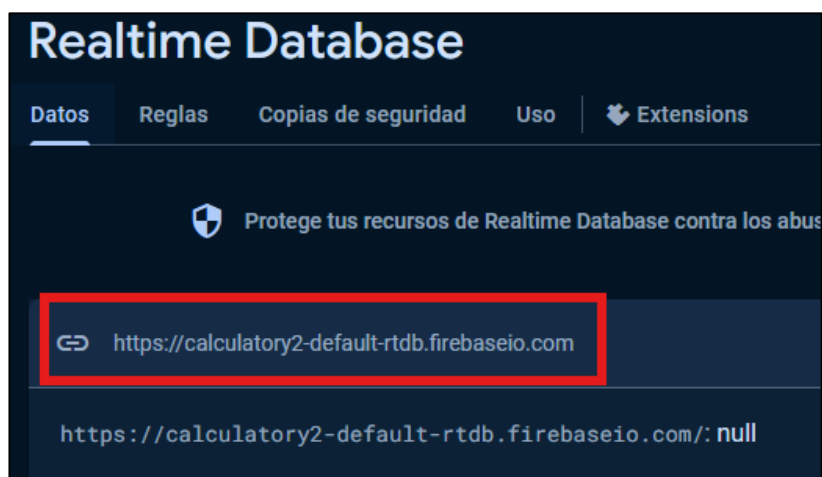 Realtime Database
Datos Reglas Copias de seguridad Uso Extensions
Protege tus recursos de Realtime Database contra los abus
https://calculatory2-default-rtdb.firebaseio.com
https://calculatory2-default-rtdb.firebaseio.com/: null